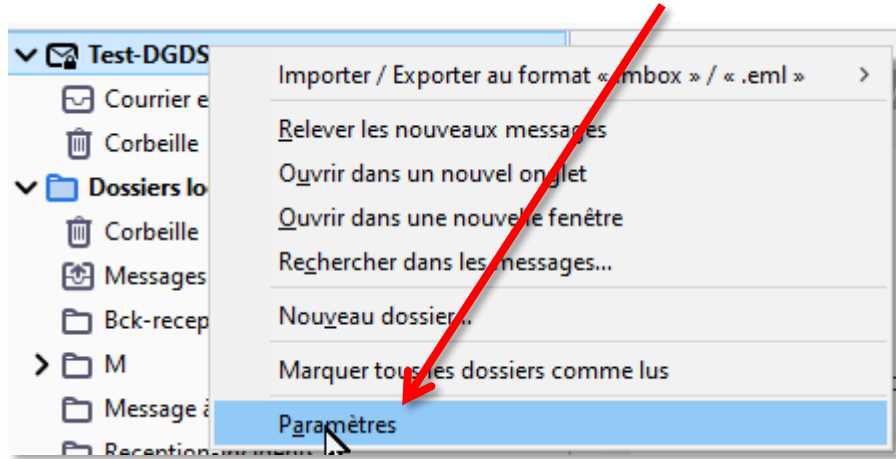 Test-DGDS
Courrier e
Corbeille
Dossiers lo
Corbeille
Messages
Bck-recep
M
Message à
Reception-incidents
Importer / Exporter au format « .mbox » / « .eml »
Relever les nouveaux messages
Ouvrir dans un nouvel onglet
Ouvrir dans une nouvelle fenêtre
Rechercher dans les messages...
Nouveau dossier...
Marquer tous les dossiers comme lus
Paramètres